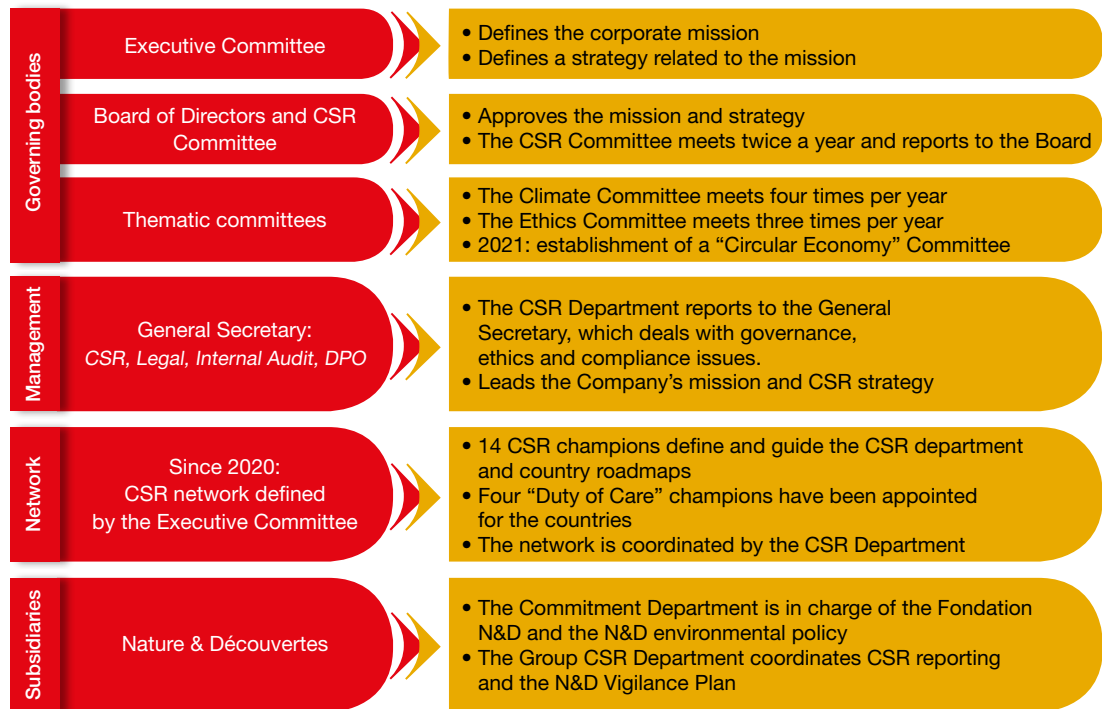 Governing bodies
Executive Committee
• Defines the corporate mission
• Defines a strategy related to the mission
Board of Directors and CSR
Committee
• Approves the mission and strategy
• The CSR Committee meets twice a year and reports to the Board
Thematic committees
• The Climate Committee meets four times per year
• The Ethics Committee meets three times per year
• 2021: establishment of a “Circular Economy” Committee
Management
General Secretary:
CSR, Legal, Internal Audit, DPO
• The CSR Department reports to the General
Secretary, which deals with governance,
ethics and compliance issues.
• Leads the Company’s mission and CSR strategy
Network
Since 2020:
CSR network defined
by the Executive Committee
• 14 CSR champions define and guide the CSR department
and country roadmaps
• Four “Duty of Care” champions have been appointed
for the countries
• The network is coordinated by the CSR Department
Subsidiaries
Nature & Découvertes
• The Commitment Department is in charge of the Fondation
N&D and the N&D environmental policy
• The Group CSR Department coordinates CSR reporting
and the N&D Vigilance Plan